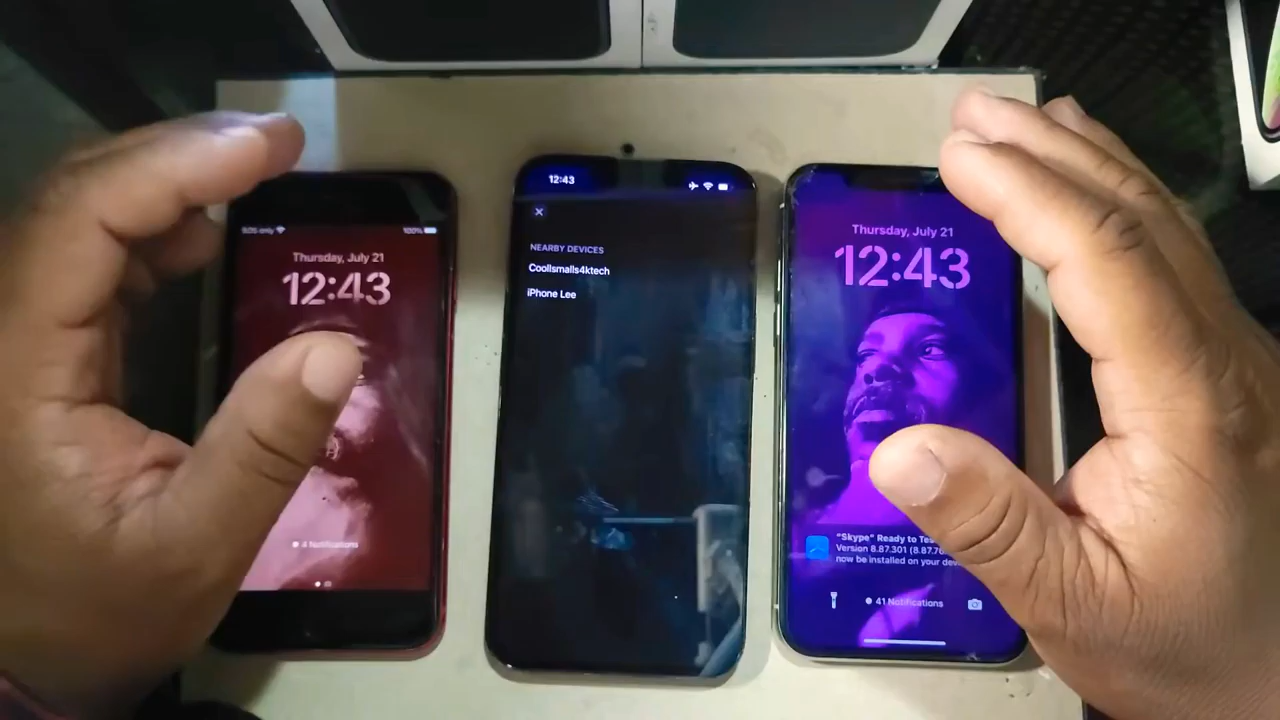 SOS only
100%
Thursday, July 21
12:43
4 Notifications
12:43
NEARBY DEVICES
Coollsmalls4ktech
iPhone Lee
Thursday, July 21
12:43
"Skype" Ready to Tes
Version 8.87.301 (8.87.76
now be installed on your dev
41 Notifications